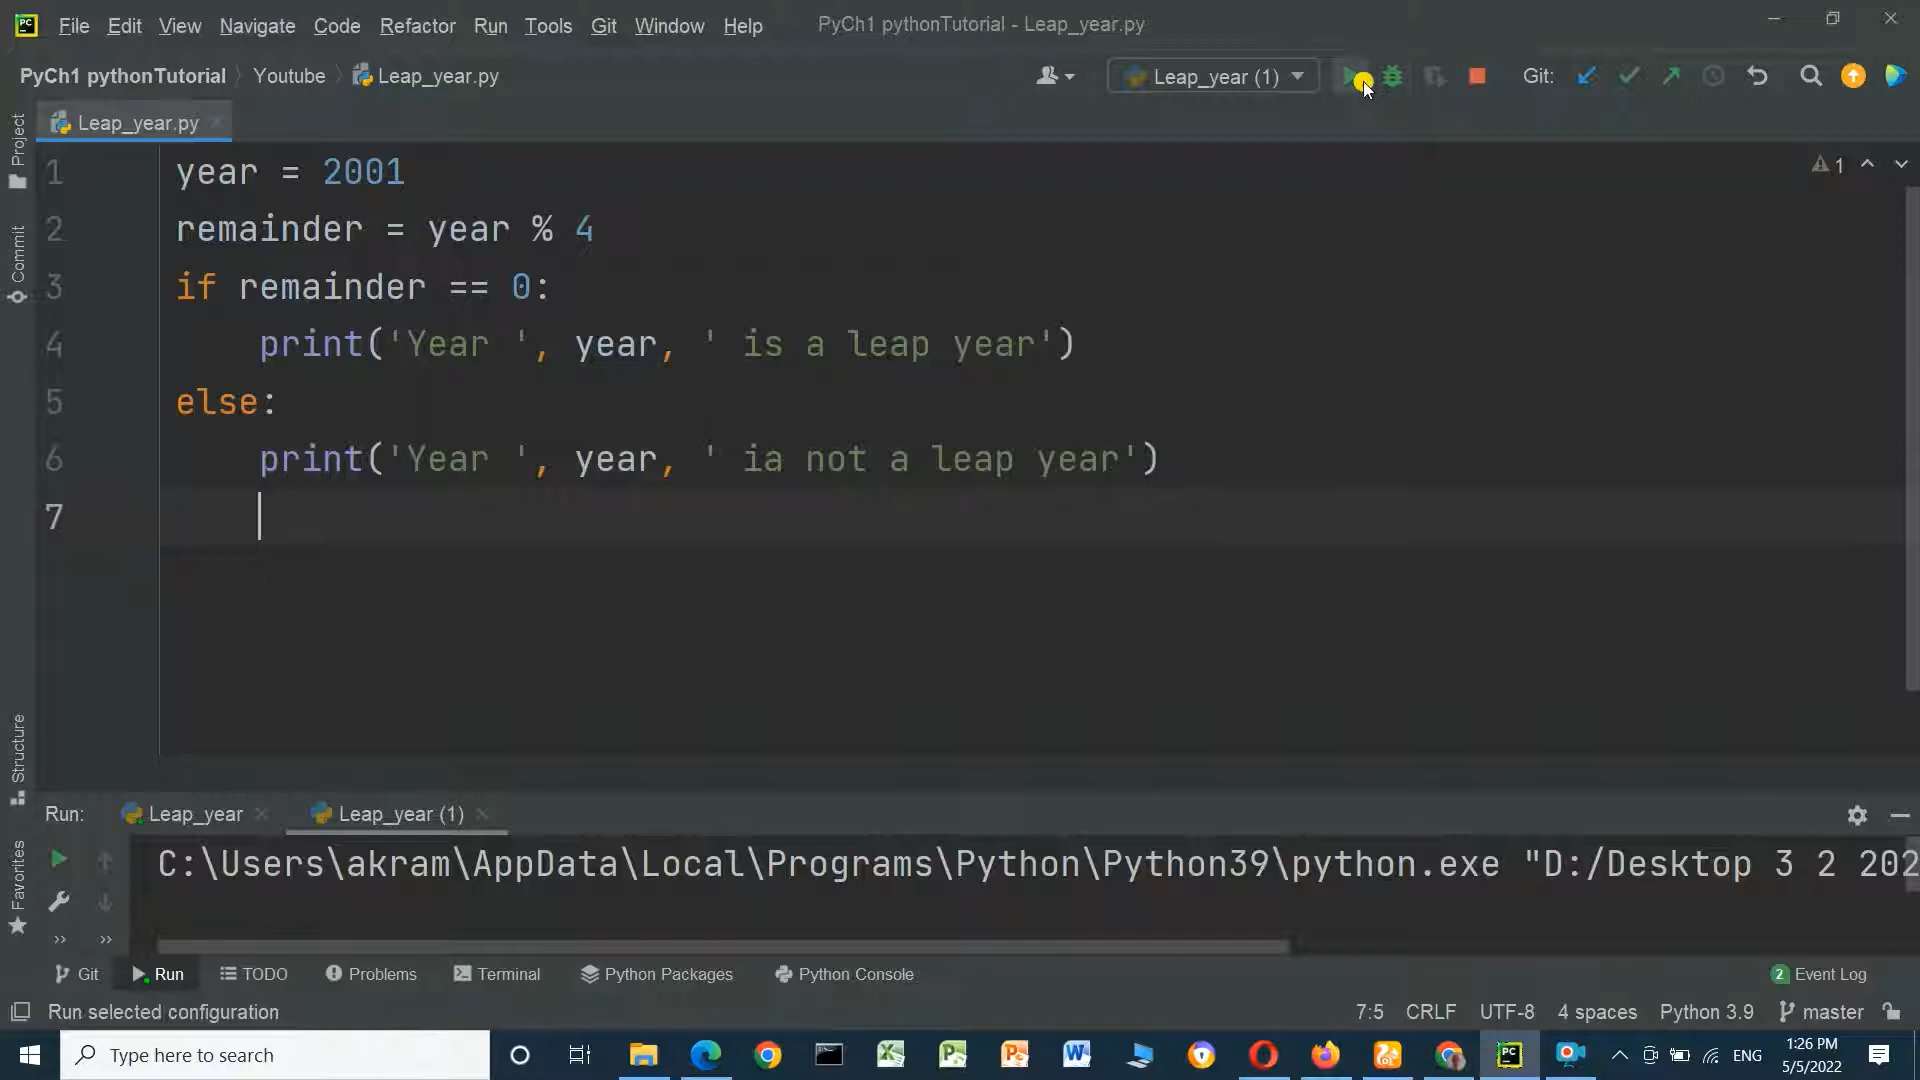 File Edit View Navigate Code Refactor Run Tools Git Window Help PyCh1 pythonTutorial - Leap_year.py
PyCh1 pythonTutorial Youtube Leap_year.py Leap_year (1) Git:
Leap_year.py
Project
Commit
1 year = 2001
2 remainder = year % 4
3 if remainder == 0:
4 print('Year ', year, ' is a leap year')
5 else:
6 print('Year ', year, ' ia not a leap year')
7
1
Structure
Favorites
Run: Leap_year Leap_year (1)
C:\Users\akram\AppData\Local\Programs\Python\Python39\python.exe "D:/Desktop 3 2 202
Git Run TODO Problems Terminal Python Packages Python Console 2 Event Log
Run selected configuration 7:5 CRLF UTF-8 4 spaces Python 3.9 master
Type here to search ENG 1:26 PM
5/5/2022